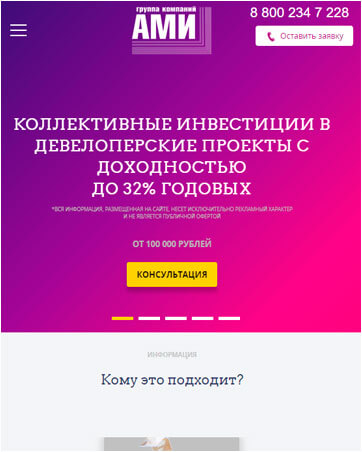 группа компаний
АМИ
8 800 234 7 228
Оставить заявку
КОЛЛЕКТИВНЫЕ ИНВЕСТИЦИИ В
ДЕВЕЛОПЕРСКИЕ ПРОЕКТЫ С
ДОХОДНОСТЬЮ
ДО 32% ГОДОВЫХ
*ВСЯ ИНФОРМАЦИЯ, РАЗМЕЩЕННАЯ НА САЙТЕ, НЕСЕТ ИСКЛЮЧИТЕЛЬНО РЕКЛАМНЫЙ ХАРАКТЕР
И НЕ ЯВЛЯЕТСЯ ПУБЛИЧНОЙ ОФЕРТОЙ
ОТ 100 000 РУБЛЕЙ
КОНСУЛЬТАЦИЯ
ИНФОРМАЦИЯ
Кому это подходит?